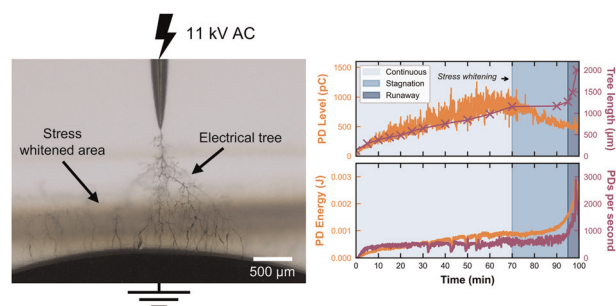 11 kV AC
Stress
whitened area
Electrical tree
500 µm
PD Level (pC)
1500
1000
500
0
Continuous
Stagnation
Runaway
Stress whitening
2000
1500
1000
500
0
Tree length (µm)
PD Energy (J)
0.003
0.002
0.001
0.000
3000
2000
1000
0
PDs per second
0 10 20 30 40 50 60 70 80 90 100
Time (min)